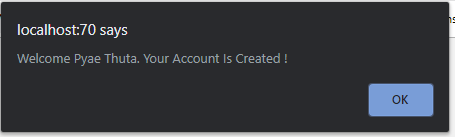 localhost:70 says
Welcome Pyae Thuta. Your Account Is Created !
OK